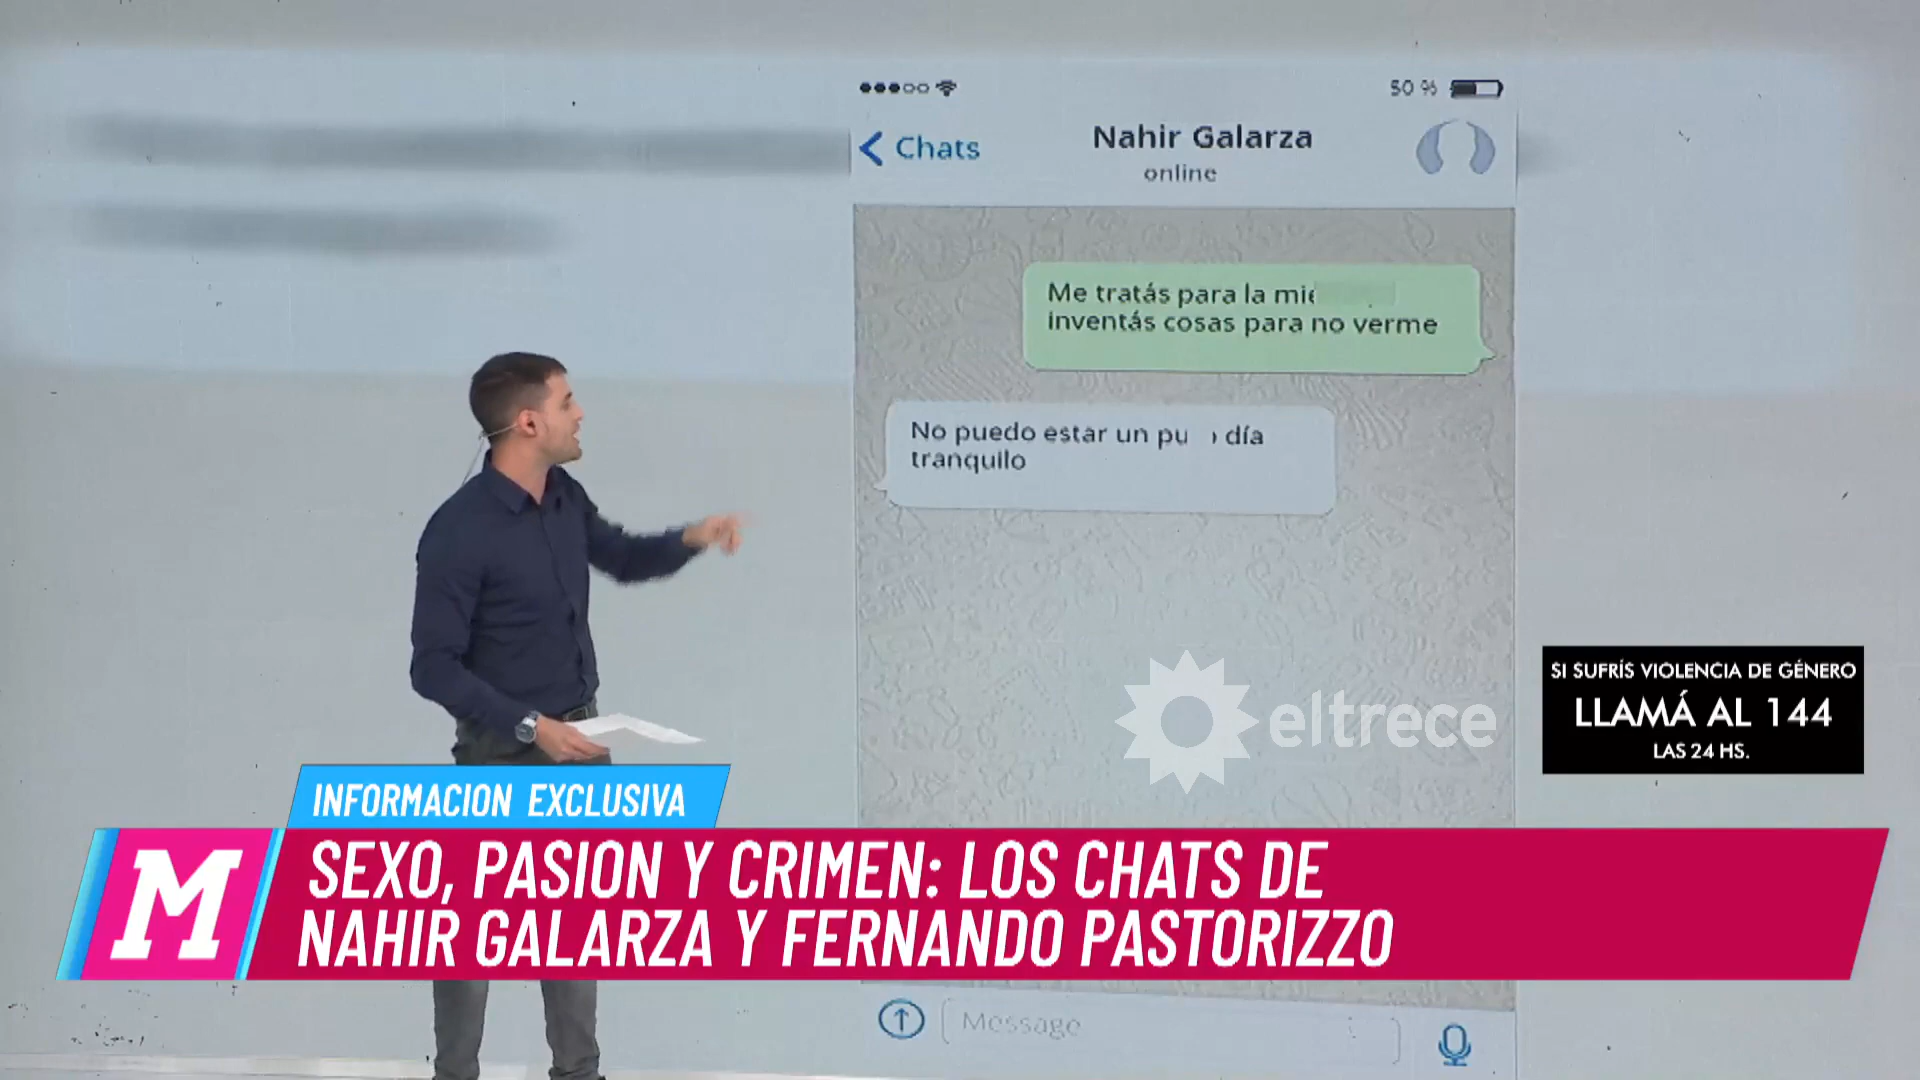 50 %
Chats
Nahir Galarza
online
Me tratás para la mie
inventás cosas para no verme
No puedo estar un pu o día
tranquilo
eltrece
SI SUFRÍS VIOLENCIA DE GÉNERO
LLAMÁ AL 144
LAS 24 HS.
INFORMACION EXCLUSIVA
M
SEXO, PASION Y CRIMEN: LOS CHATS DE
NAHIR GALARZA Y FERNANDO PASTORIZZO
Message